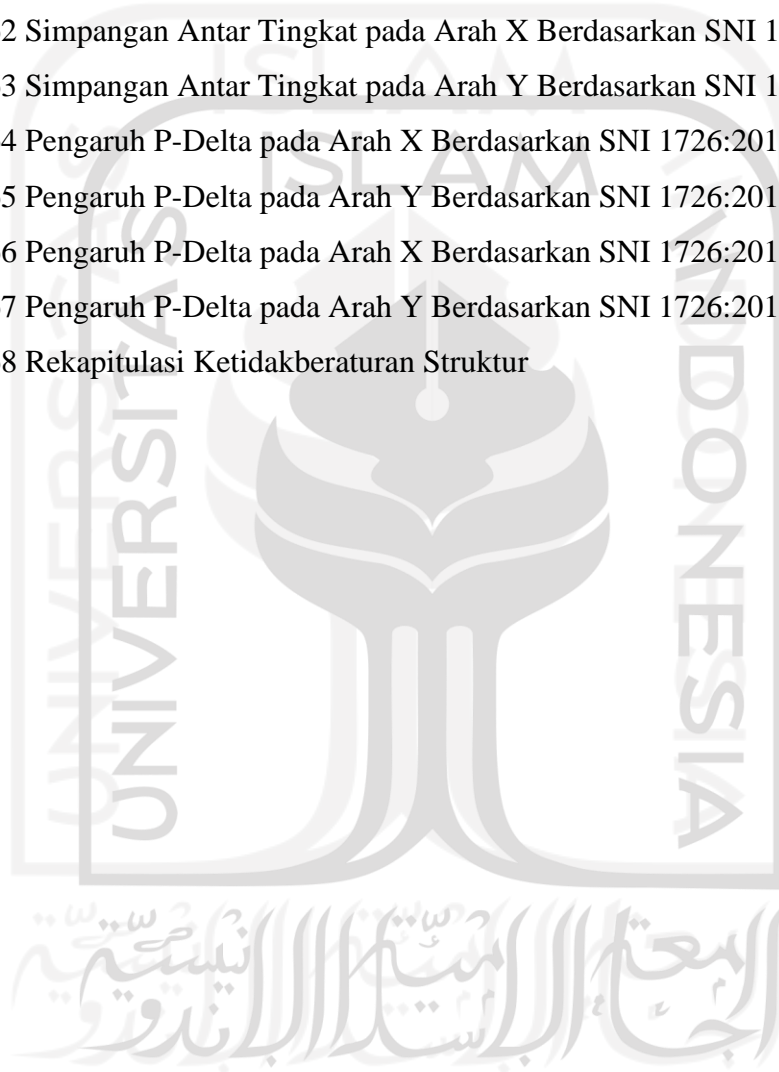 2 Simpangan Antar Tingkat pada Arah X Berdasarkan SNI 1
3 Simpangan Antar Tingkat pada Arah Y Berdasarkan SNI 1
4 Pengaruh P-Delta pada Arah X Berdasarkan SNI 1726:201
5 Pengaruh P-Delta pada Arah Y Berdasarkan SNI 1726:201
6 Pengaruh P-Delta pada Arah X Berdasarkan SNI 1726:201
7 Pengaruh P-Delta pada Arah Y Berdasarkan SNI 1726:201
8 Rekapitulasi Ketidakberaturan Struktur
ISLAM
UNIVERSITAS
INDONESIA